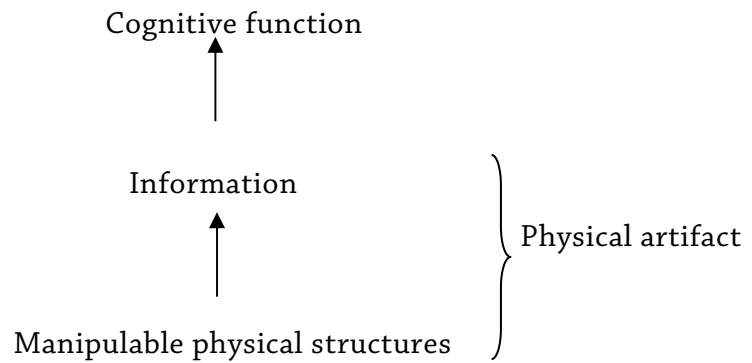 Cognitive function
Information
Physical artifact
Manipulable physical structures